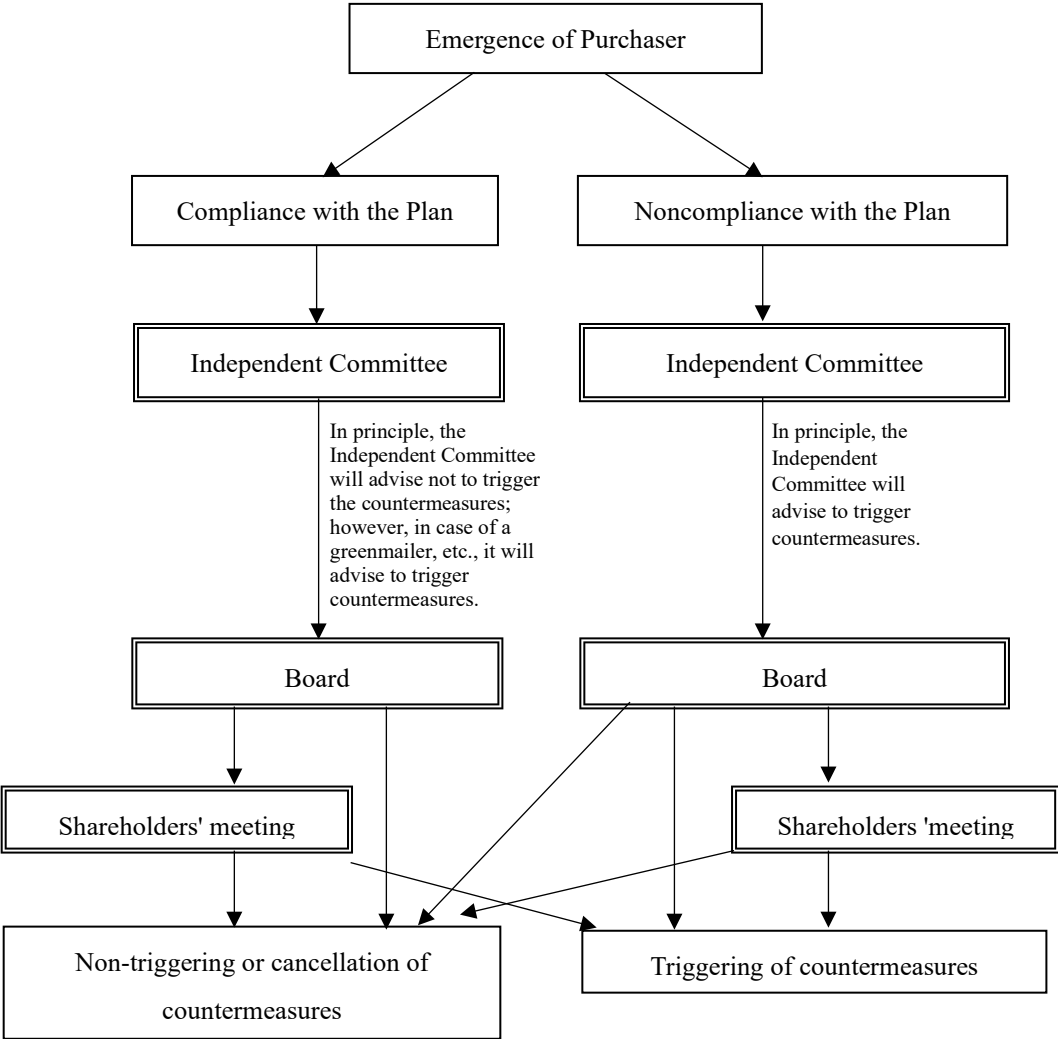 Emergence of Purchaser
Compliance with the Plan
Noncompliance with the Plan
Independent Committee
Independent Committee
In principle, the
Independent Committee
will advise not to trigger
the countermeasures;
however, in case of a
greenmailer, etc., it will
advise to trigger
countermeasures.
In principle, the
Independent
Committee will
advise to trigger
countermeasures.
Board
Board
Shareholders' meeting
Shareholders 'meeting
Non-triggering or cancellation of
countermeasures
Triggering of countermeasures